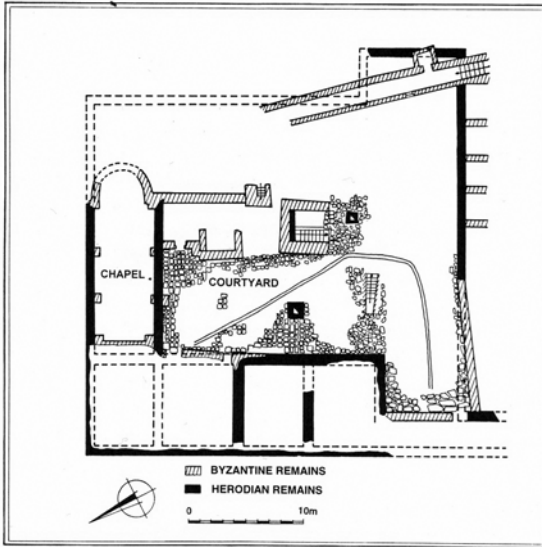 CHAPEL
COURTYARD
BYZANTINE REMAINS
HERODIAN REMAINS
0 10m